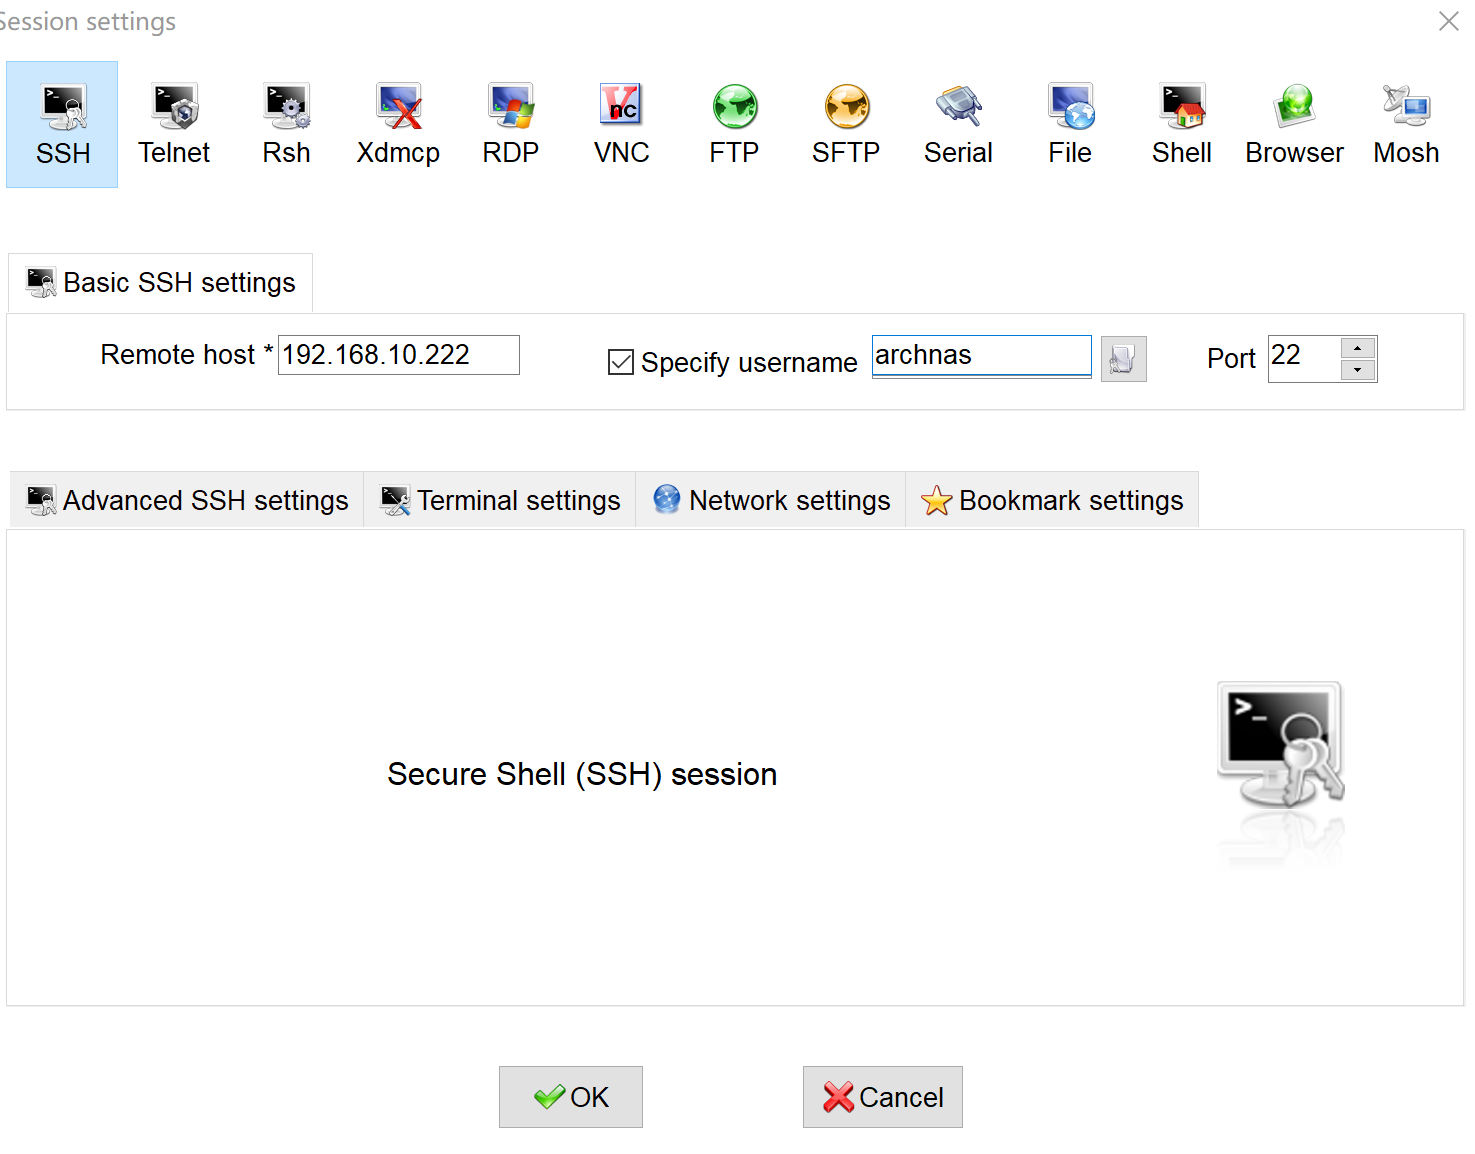 Session settings
SSH Telnet Rsh Xdmcp RDP VNC FTP SFTP Serial File Shell Browser Mosh
Basic SSH settings
Remote host * 192.168.10.222 Specify username archnas Port 22
Advanced SSH settings Terminal settings Network settings Bookmark settings
Secure Shell (SSH) session
OK Cancel